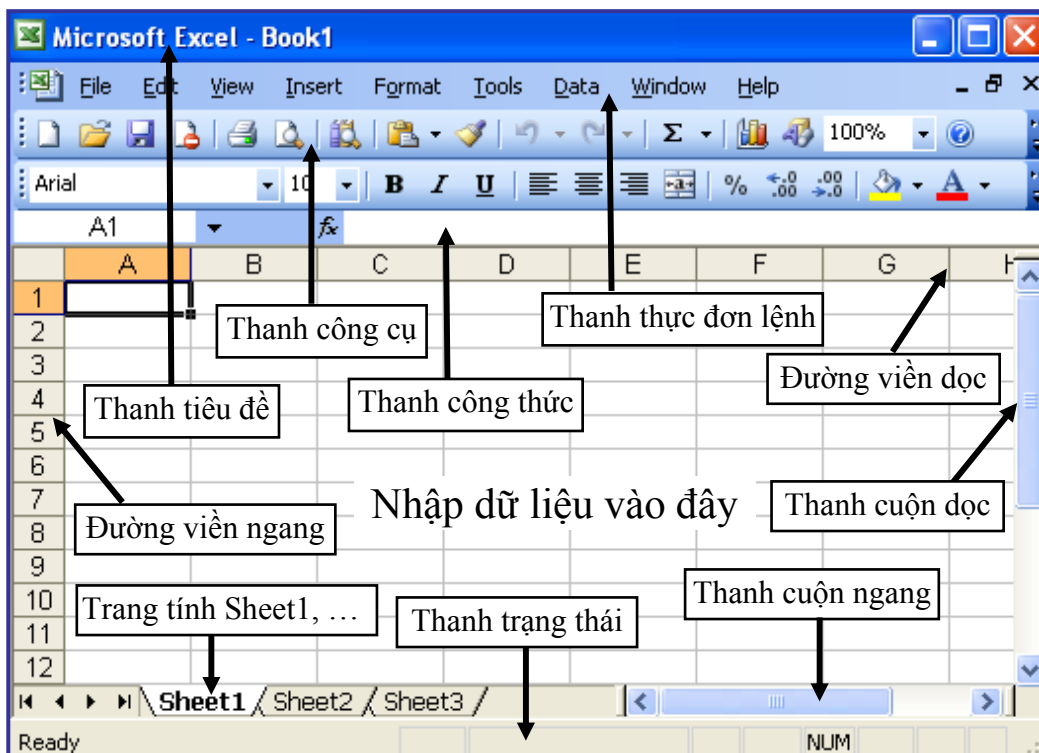 Microsoft Excel - Book1
File Edit View Insert Format Tools Data Window Help
Σ 100%
Arial 10 B I U % .00 .00
A1 fx
A B C D E F G H
1
2
3
4
5
6
7
8
9
10
11
12
Thanh công cụ
Thanh thực đơn lệnh
Đường viền dọc
Thanh tiêu đề
Thanh công thức
Nhập dữ liệu vào đây
Thanh cuộn dọc
Đường viền ngang
Trang tính Sheet1, …
Thanh trạng thái
Thanh cuộn ngang
Sheet1 Sheet2 Sheet3
Ready NUM